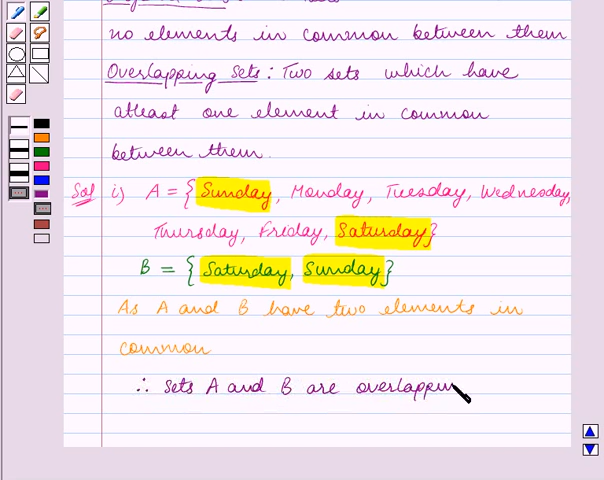 no elements in common between them
Overlapping Sets : Two sets which have
atleast one element in common
between them.
Sol i) A = { Sunday, Monday, Tuesday, Wednesday,
Thursday, Friday, Saturday}
B = { Saturday, Sunday }
As A and B have two elements in
common
∴ sets A and B are overlappin